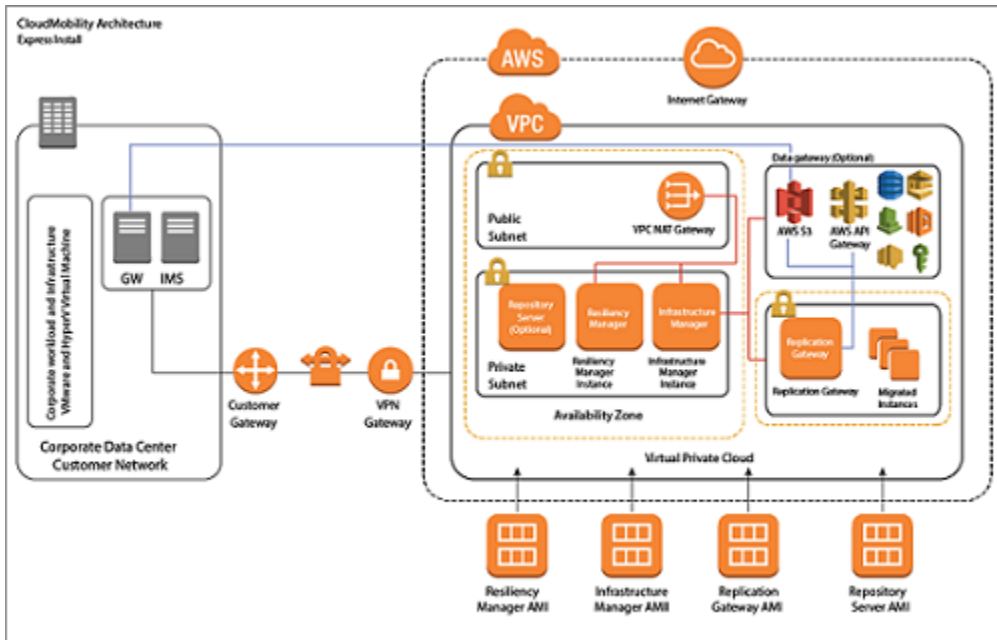 CloudMobility Architecture
Express Install
AWS
Internet Gateway
VPC
Data gateway (Optional)
AWS S3
AWS API
Gateway
Public
Subnet
VPC NAT Gateway
GW
IMS
Corporate workload and Infrastructure
VMware and HyperV Virtual Machine
Repository
Server
(Optional)
Resiliency
Manager
Infrastructure
Manager
Private
Subnet
Resiliency
Manager
Instance
Infrastructure
Manager
Instance
Replication
Gateway
Replication Gateway
Migrated
Instances
Customer
Gateway
VPN
Gateway
Availability Zone
Corporate Data Center
Customer Network
Virtual Private Cloud
Resiliency
Manager AMI
Infrastructure
Manager AMII
Replication
Gateway AMI
Repository
Server AMI